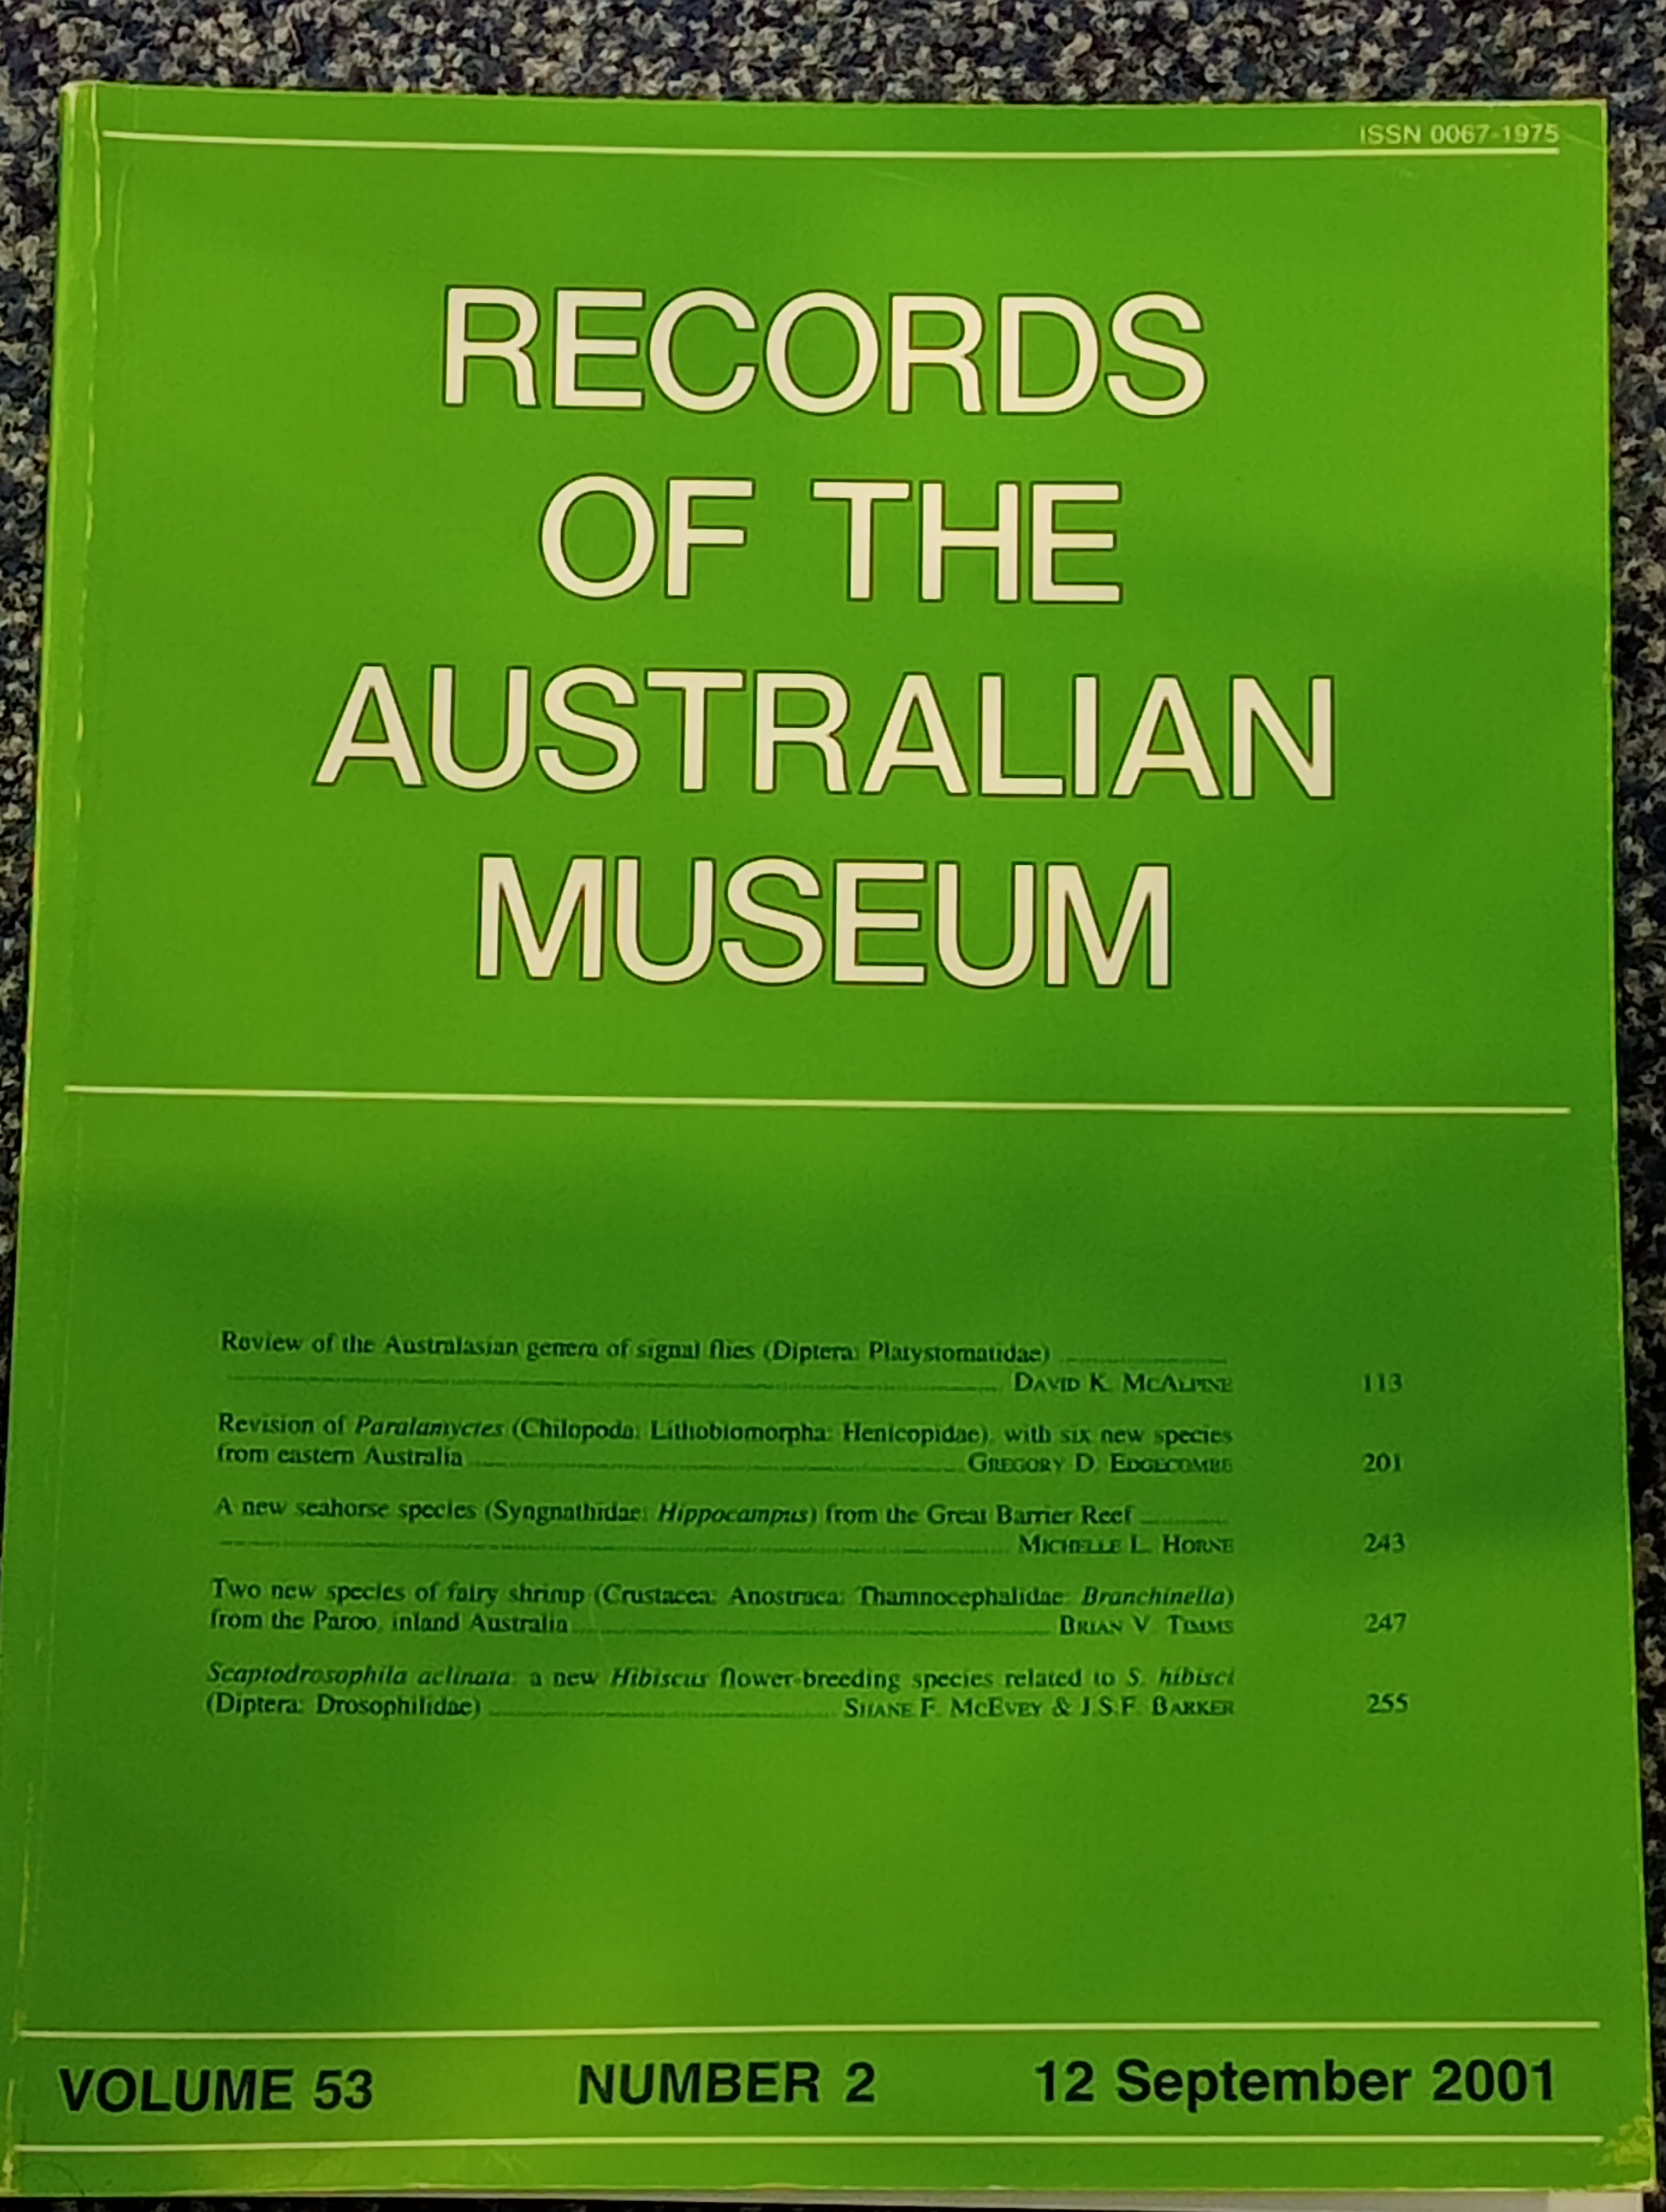 ISSN 0067-1975
RECORDS
OF THE
AUSTRALIAN
MUSEUM
Review of the Australasian genera of signal flies (Diptera: Platystomatidae)
DAVID K. MCALPINE 113
Revision of Paralamyctes (Chilopoda: Lithobiomorpha: Henicopidae), with six new species
from eastern Australia GREGORY D. EDGECOMBE 201
A new seahorse species (Syngnathidae: Hippocampus) from the Great Barrier Reef
MICHELLE L. HORNE 243
Two new species of fairy shrimp (Crustacea: Anostraca: Thamnocephalidae: Branchinella)
from the Paroo, inland Australia BRIAN V. TIMMS 247
Scaptodrosophila aclinata: a new Hibiscus flower-breeding species related to S. hibisci
(Diptera: Drosophilidae) SHANE F. MCEVEY & J.S.F. BARKER 255
VOLUME 53 NUMBER 2 12 September 2001